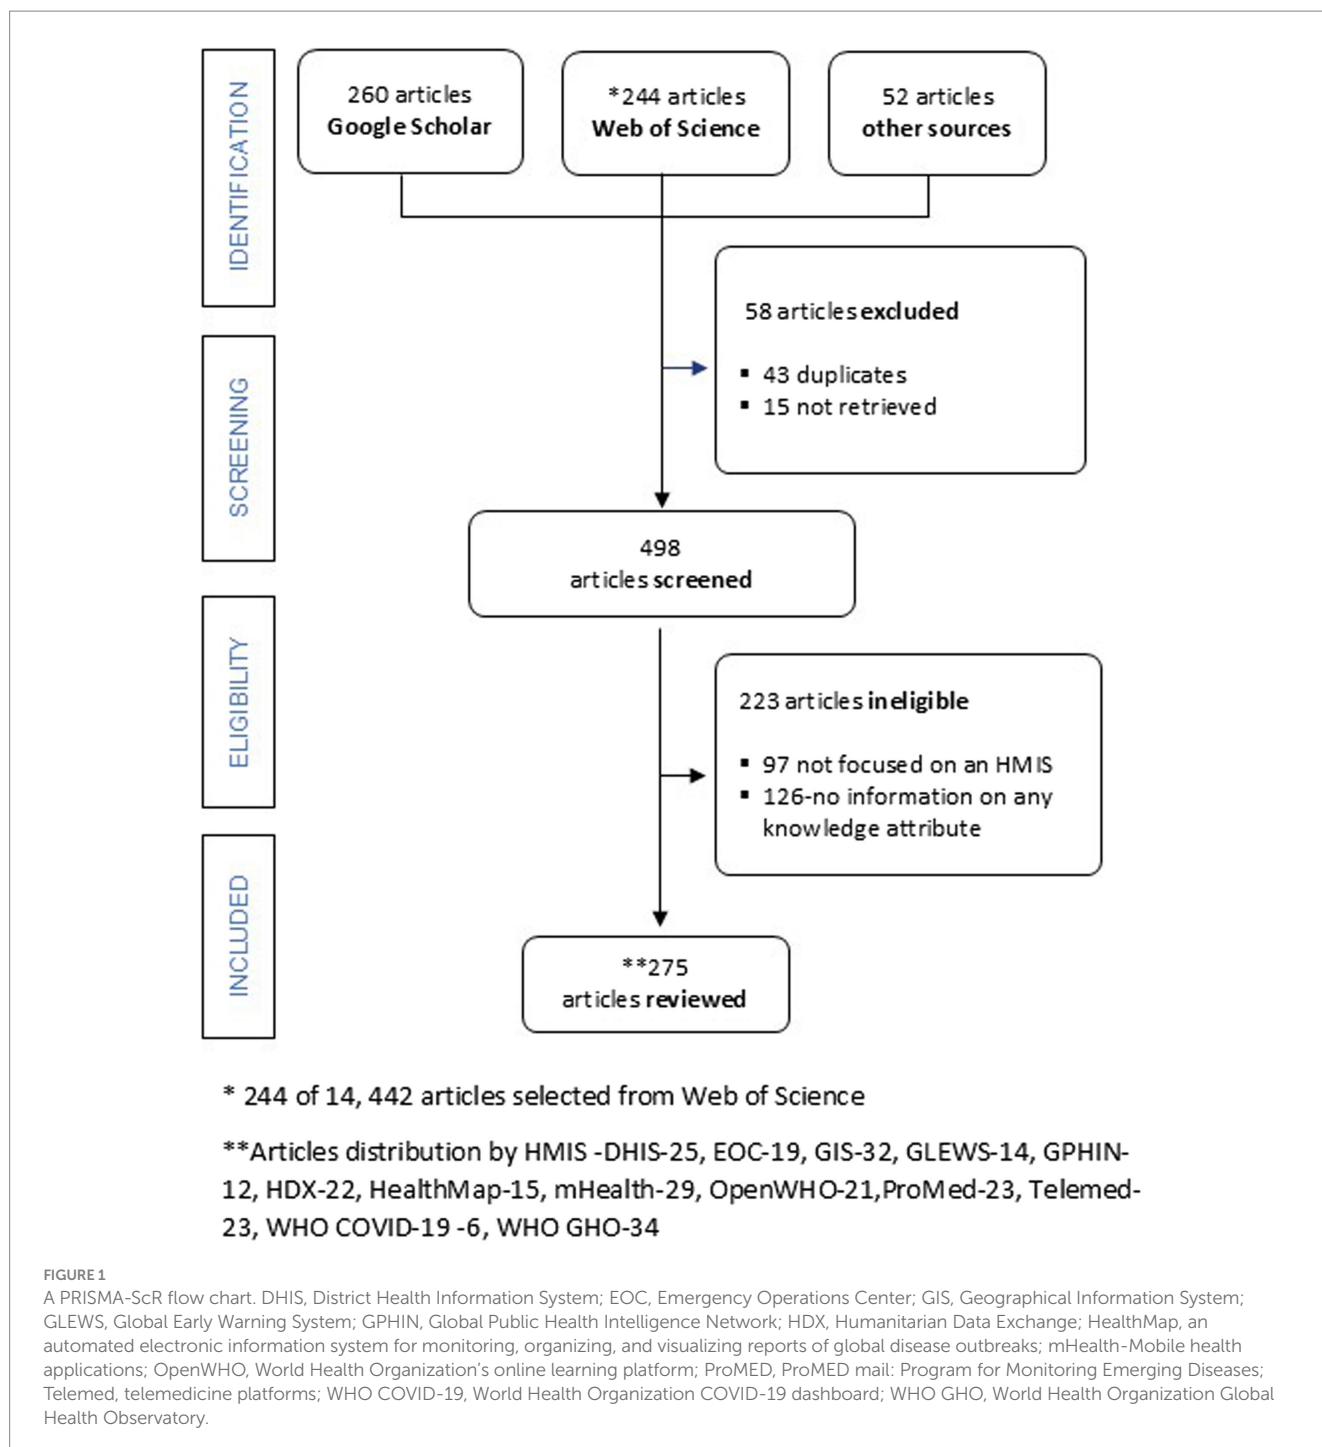 IDENTIFICATION
260 articles
Google Scholar
*244 articles
Web of Science
52 articles
other sources
58 articles excluded
▪ 43 duplicates
▪ 15 not retrieved
SCREENING
498
articles screened
ELIGIBILITY
223 articles ineligible
▪ 97 not focused on an HMIS
▪ 126-no information on any
knowledge attribute
INCLUDED
**275
articles reviewed
* 244 of 14, 442 articles selected from Web of Science
**Articles distribution by HMIS -DHIS-25, EOC-19, GIS-32, GLEWS-14, GPHIN-
12, HDX-22, HealthMap-15, mHealth-29, OpenWHO-21,ProMed-23, Telemed-
23, WHO COVID-19 -6, WHO GHO-34
FIGURE 1
A PRISMA-ScR flow chart. DHIS, District Health Information System; EOC, Emergency Operations Center; GIS, Geographical Information System;
GLEWS, Global Early Warning System; GPHIN, Global Public Health Intelligence Network; HDX, Humanitarian Data Exchange; HealthMap, an
automated electronic information system for monitoring, organizing, and visualizing reports of global disease outbreaks; mHealth-Mobile health
applications; OpenWHO, World Health Organization's online learning platform; ProMED, ProMED mail: Program for Monitoring Emerging Diseases;
Telemed, telemedicine platforms; WHO COVID-19, World Health Organization COVID-19 dashboard; WHO GHO, World Health Organization Global
Health Observatory.